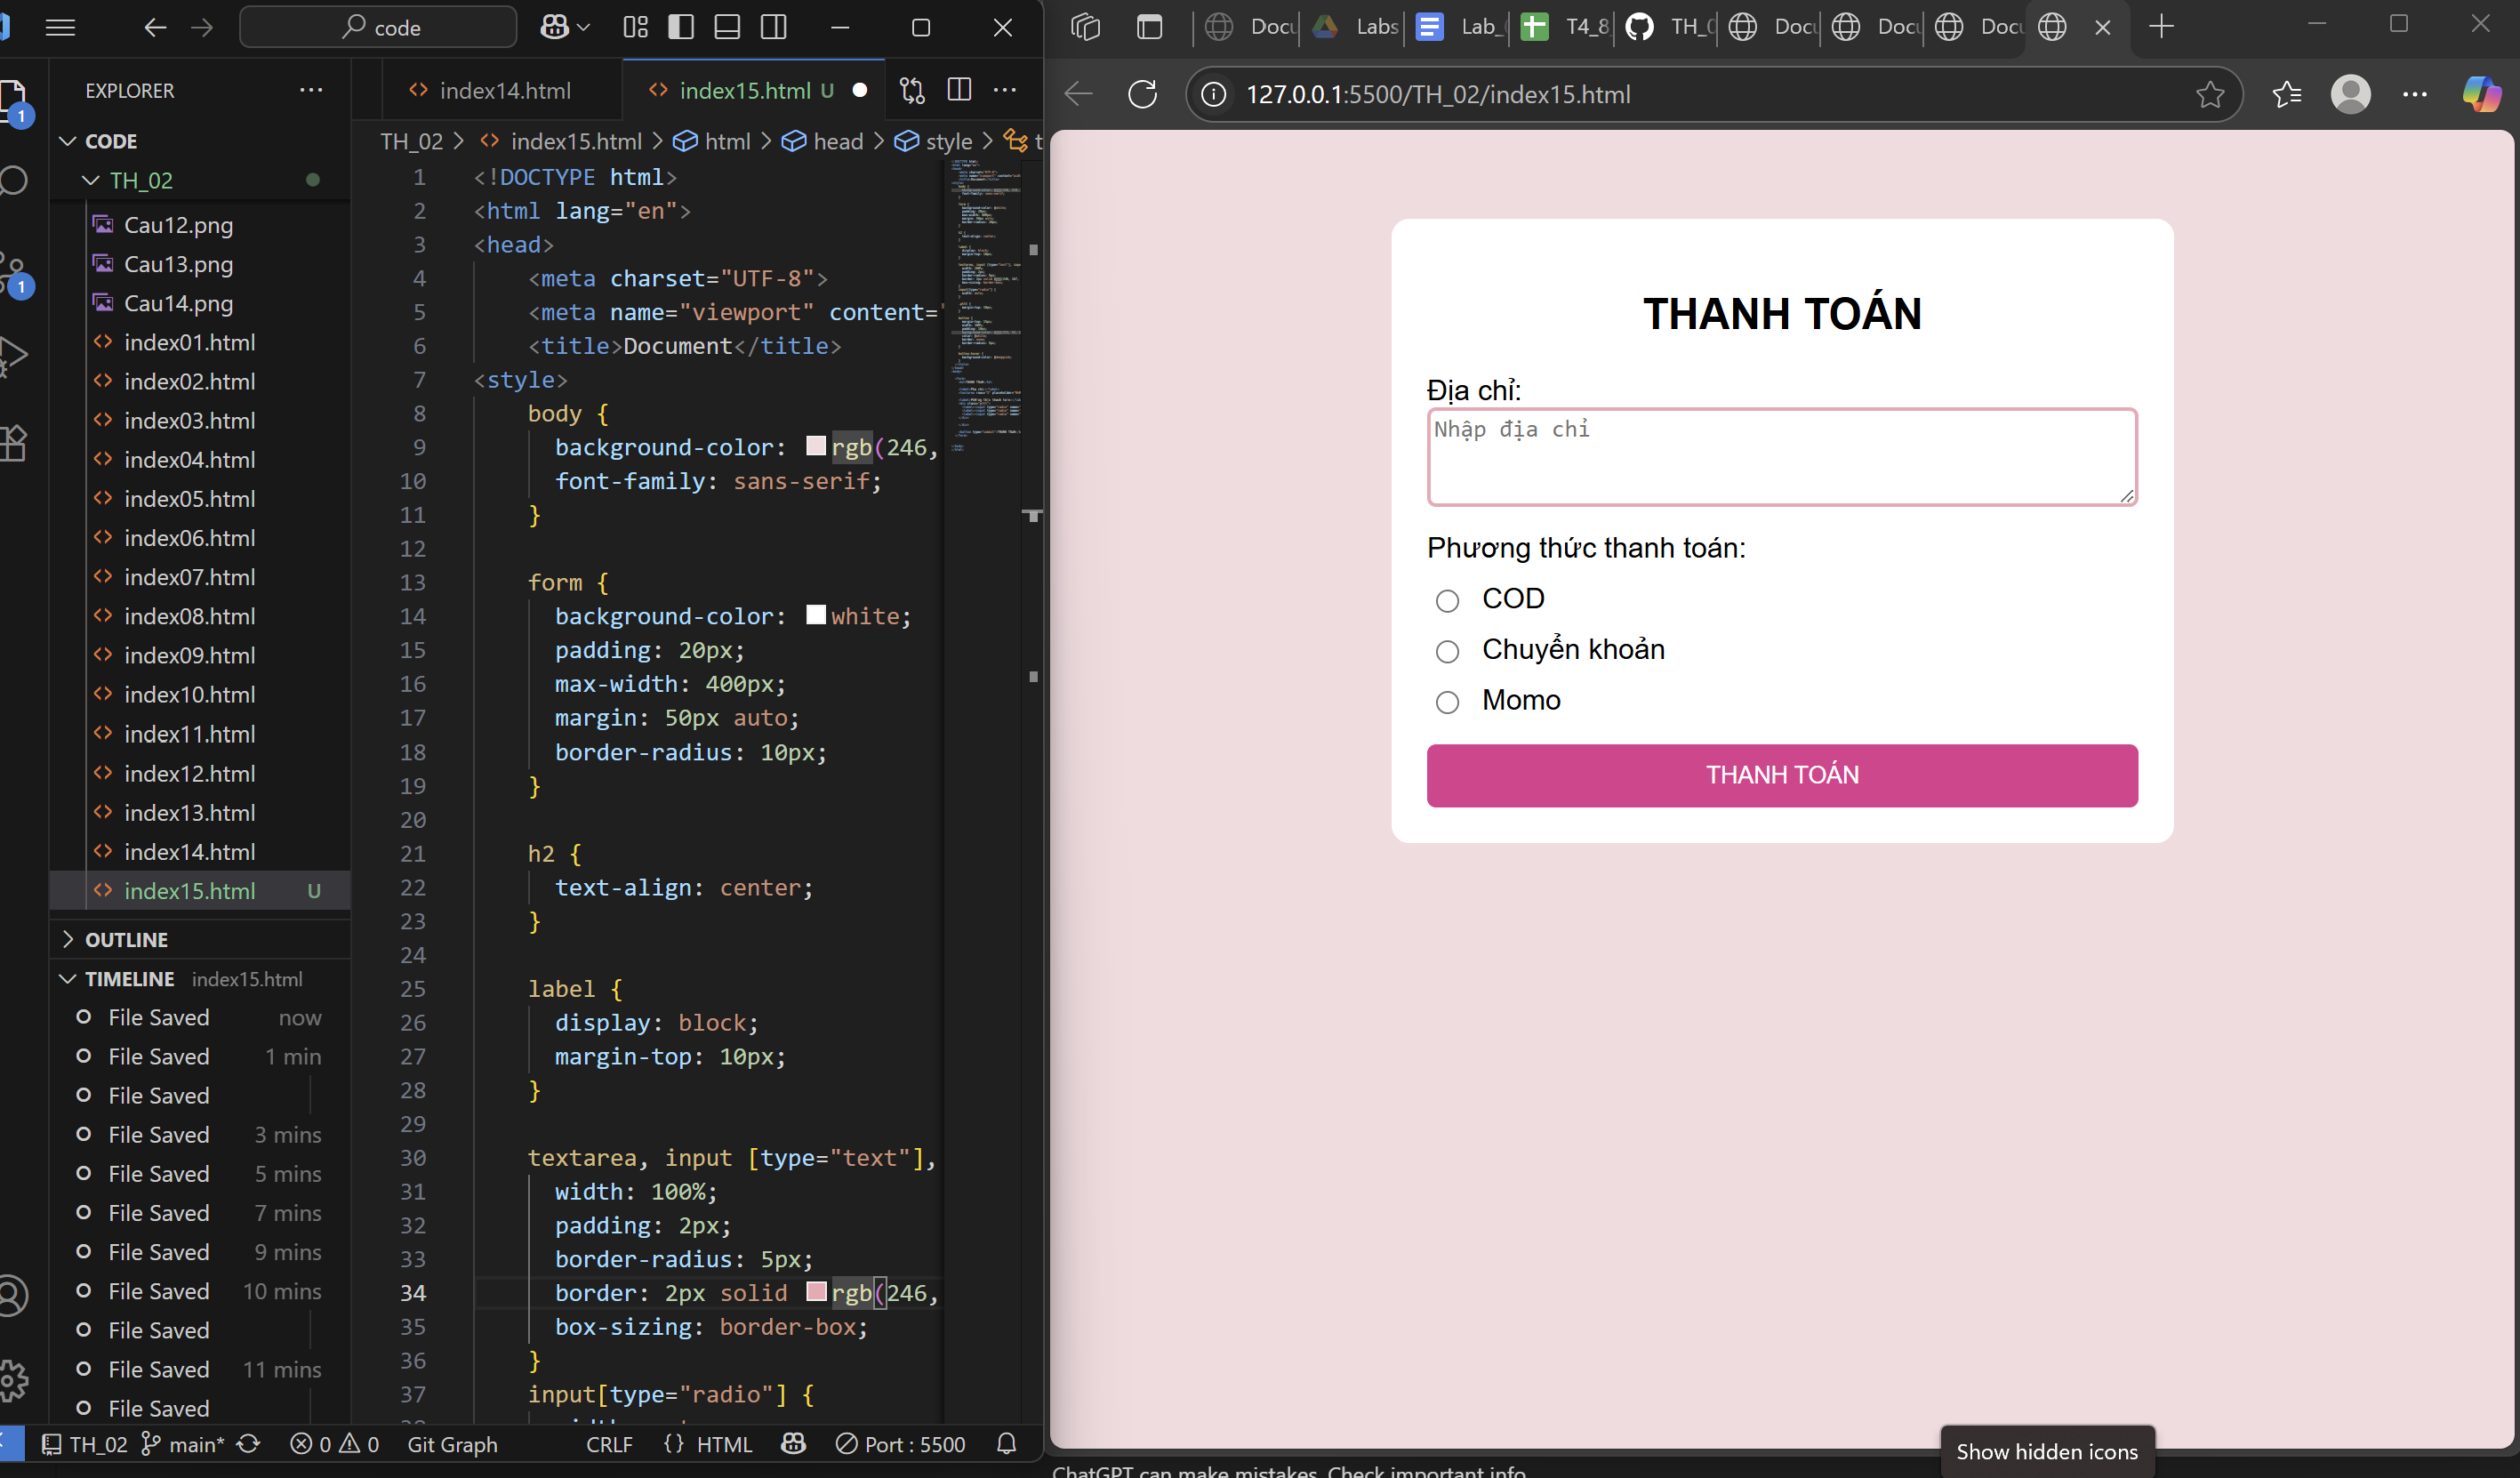 code
EXPLORER
CODE
TH_02
Cau12.png
Cau13.png
Cau14.png
index01.html
index02.html
index03.html
index04.html
index05.html
index06.html
index07.html
index08.html
index09.html
index10.html
index11.html
index12.html
index13.html
index14.html
index15.html U
OUTLINE
TIMELINE index15.html
File Saved now
File Saved 1 min
File Saved
File Saved 3 mins
File Saved 5 mins
File Saved 7 mins
File Saved 9 mins
File Saved 10 mins
File Saved
File Saved 11 mins
File Saved
1
1
index14.html
index15.html U
TH_02 > index15.html > html > head > style > t
1 <!DOCTYPE html>
2 <html lang="en">
3 <head>
4 <meta charset="UTF-8">
5 <meta name="viewport" content="
6 <title>Document</title>
7 <style>
8 body {
9 background-color: rgb(246,
10 font-family: sans-serif;
11 }
12
13 form {
14 background-color: white;
15 padding: 20px;
16 max-width: 400px;
17 margin: 50px auto;
18 border-radius: 10px;
19 }
20
21 h2 {
22 text-align: center;
23 }
24
25 label {
26 display: block;
27 margin-top: 10px;
28 }
29
30 textarea, input [type="text"],
31 width: 100%;
32 padding: 2px;
33 border-radius: 5px;
34 border: 2px solid rgb(246,
35 box-sizing: border-box;
36 }
37 input[type="radio"] {
TH_02 main* 0 0 Git Graph CRLF {} HTML Port : 5500
Docu Labs Lab_ T4_8 TH_0 Docu Docu Docu
127.0.0.1:5500/TH_02/index15.html
THANH TOÁN
Địa chỉ:
Nhập địa chỉ
Phương thức thanh toán:
COD
Chuyển khoản
Momo
THANH TOÁN
Show hidden icons
ChatGPT can make mistakes. Check important info.